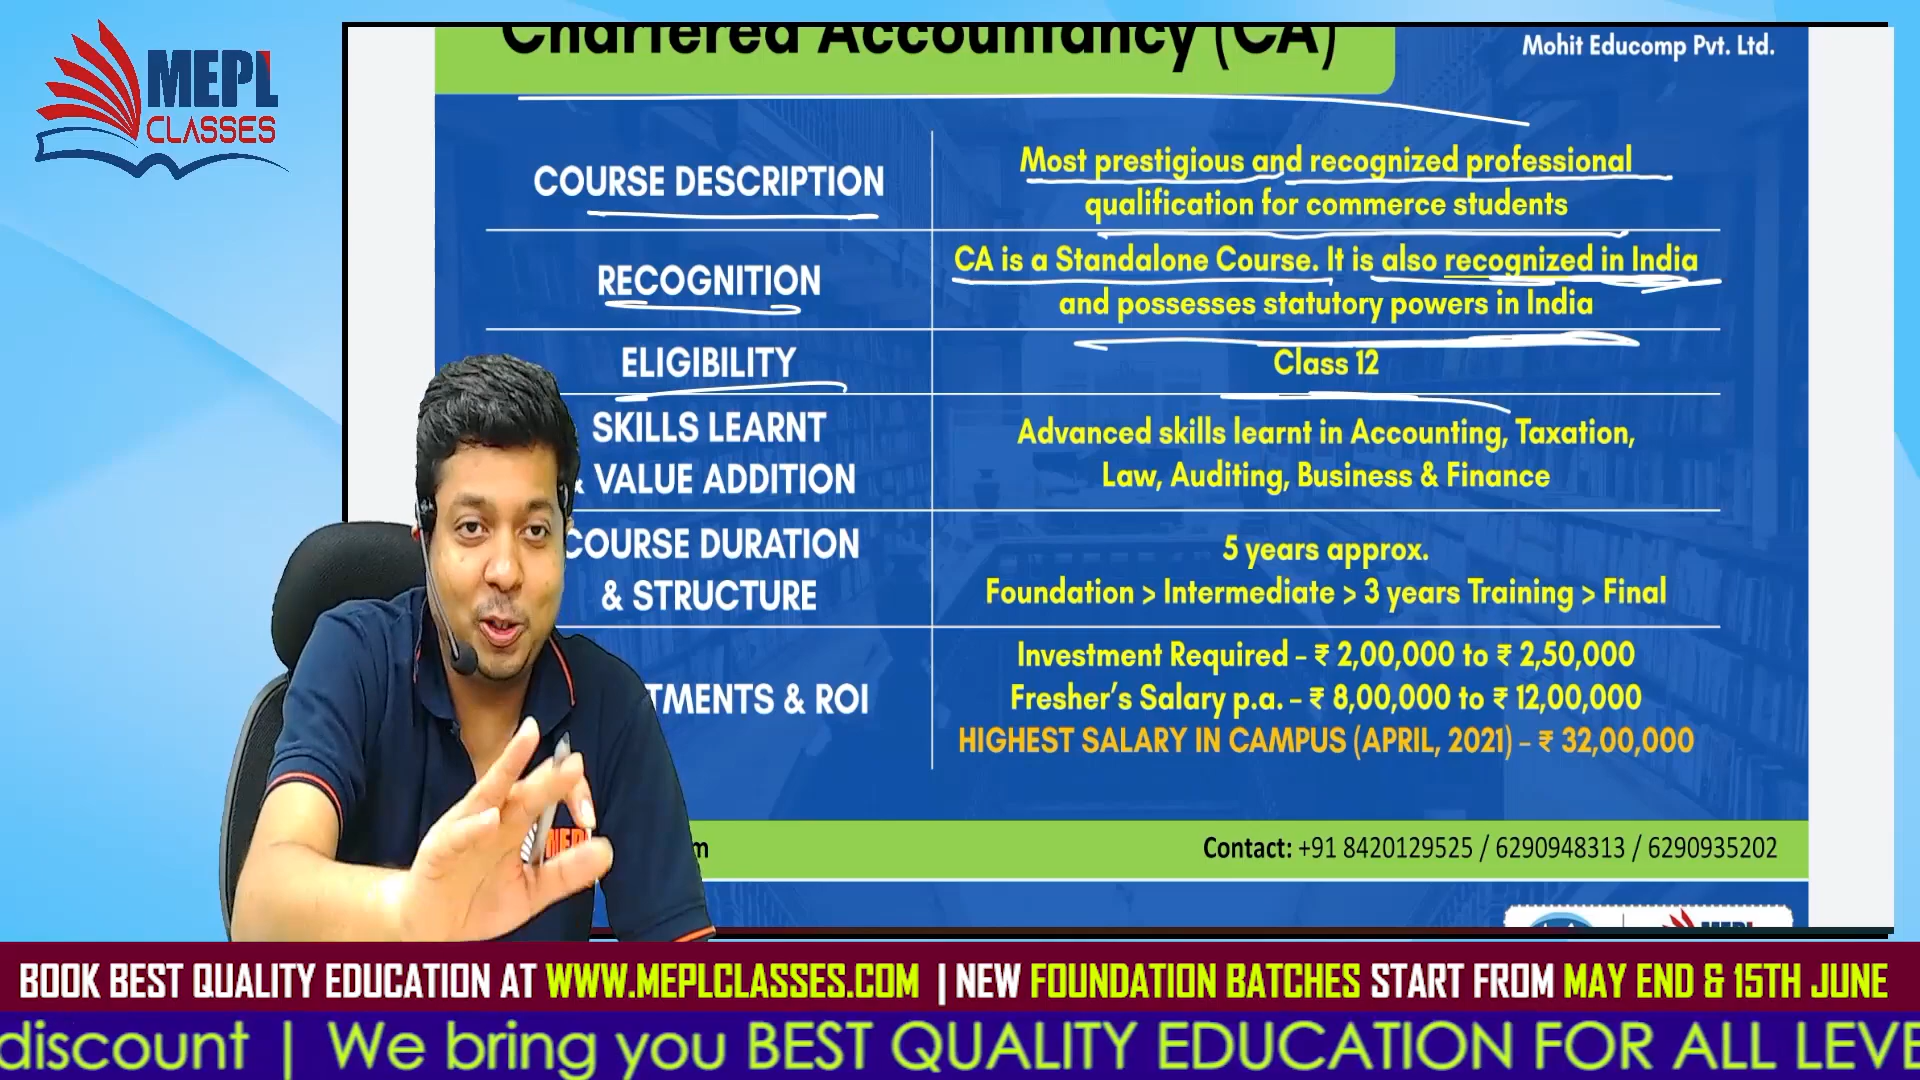 MEPL
CLASSES
Chartered Accountancy (CA)
Mohit Educomp Pvt. Ltd.
COURSE DESCRIPTION
Most prestigious and recognized professional
qualification for commerce students
RECOGNITION
CA is a Standalone Course. It is also recognized in India
and possesses statutory powers in India
ELIGIBILITY
Class 12
SKILLS LEARNT
& VALUE ADDITION
Advanced skills learnt in Accounting, Taxation,
Law, Auditing, Business & Finance
COURSE DURATION
& STRUCTURE
5 years approx.
Foundation > Intermediate > 3 years Training > Final
TMENTS & ROI
Investment Required - ₹ 2,00,000 to ₹ 2,50,000
Fresher's Salary p.a. - ₹ 8,00,000 to ₹ 12,00,000
HIGHEST SALARY IN CAMPUS (APRIL, 2021) - ₹ 32,00,000
m
Contact: +91 8420129525 / 6290948313 / 6290935202
MEPL
BOOK BEST QUALITY EDUCATION AT WWW.MEPLCLASSES.COM | NEW FOUNDATION BATCHES START FROM MAY END & 15TH JUNE
discount | We bring you BEST QUALITY EDUCATION FOR ALL LEVE